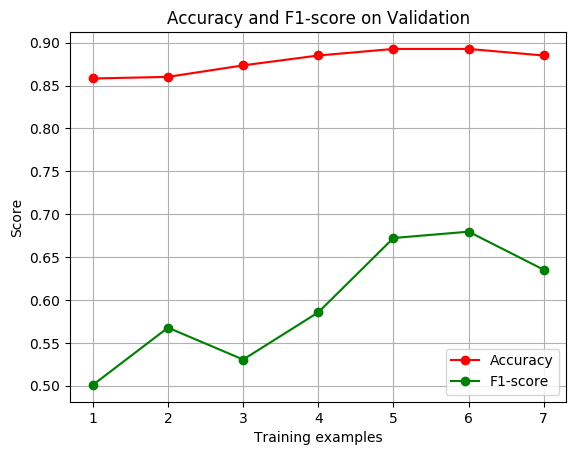 Accuracy and F1-score on Validation
0.90
0.85
0.80
0.75
0.70
0.65
0.60
0.55
0.50
Score
1 2 3 4 5 6 7
Training examples
Accuracy
F1-score